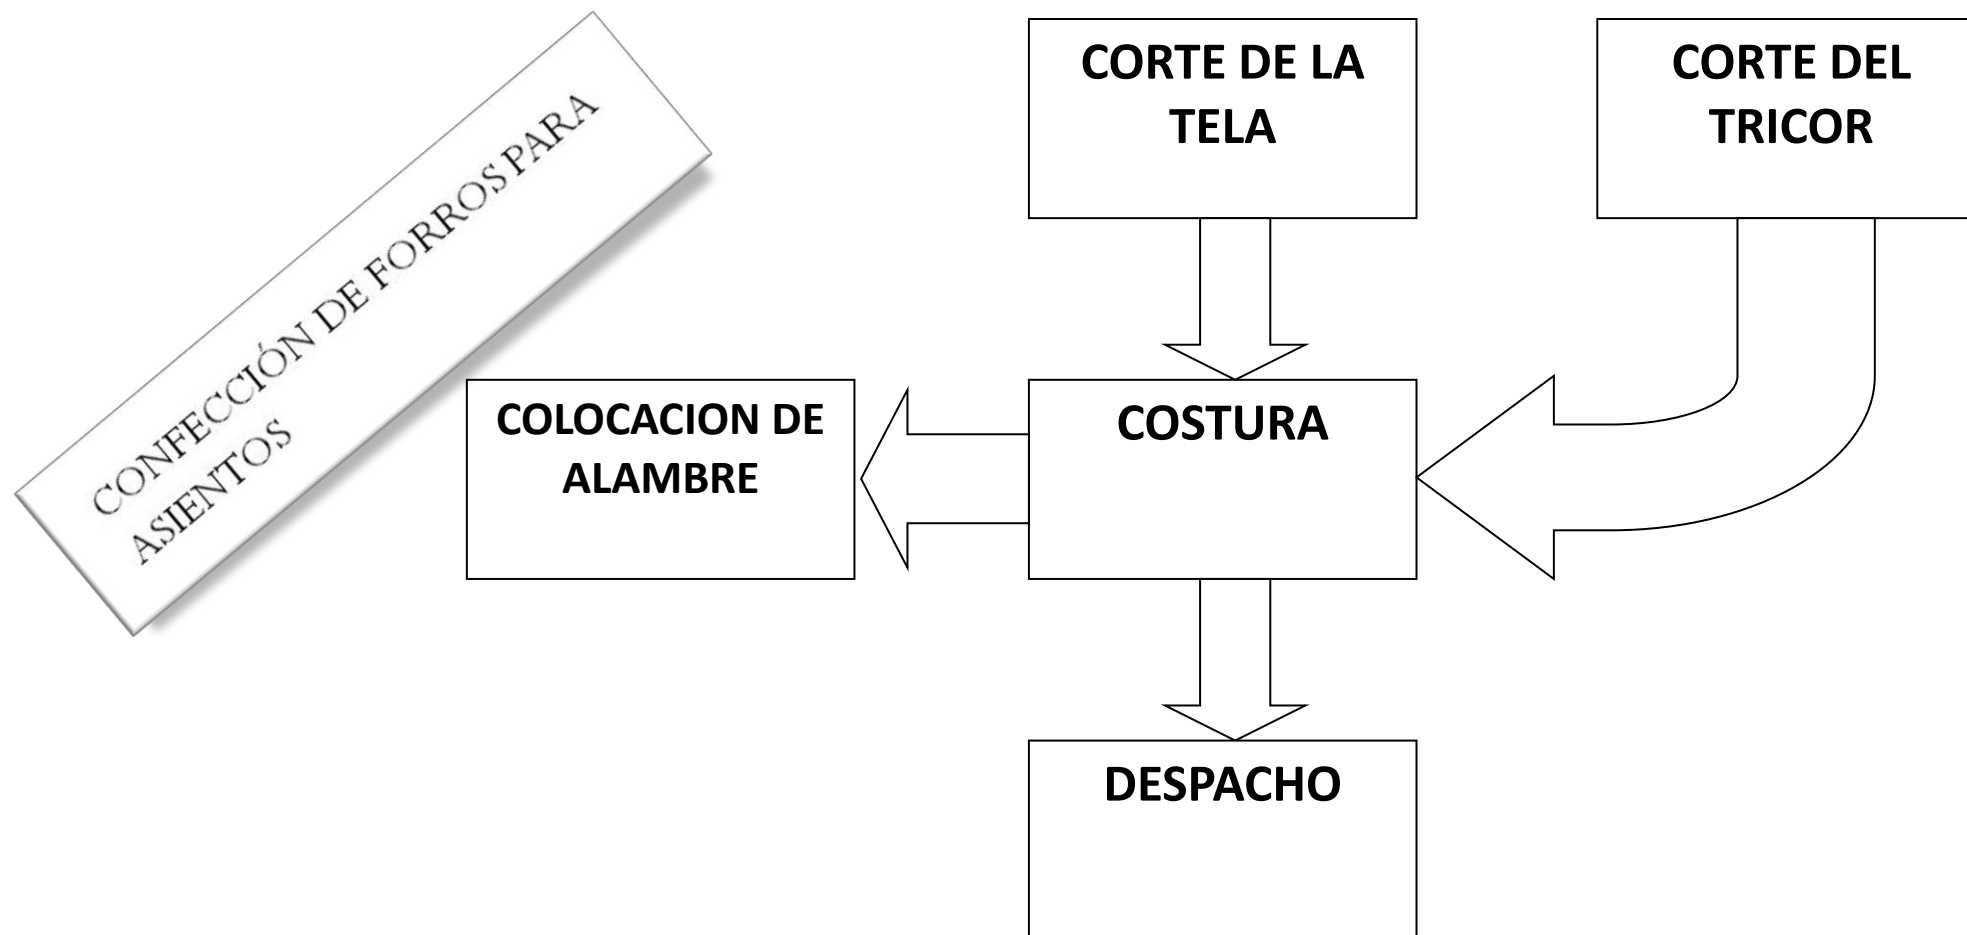 CONFECCIÓN DE FORROS PARA
ASIENTOS
CORTE DE LA
TELA
CORTE DEL
TRICOR
COLOCACION DE
ALAMBRE
COSTURA
DESPACHO